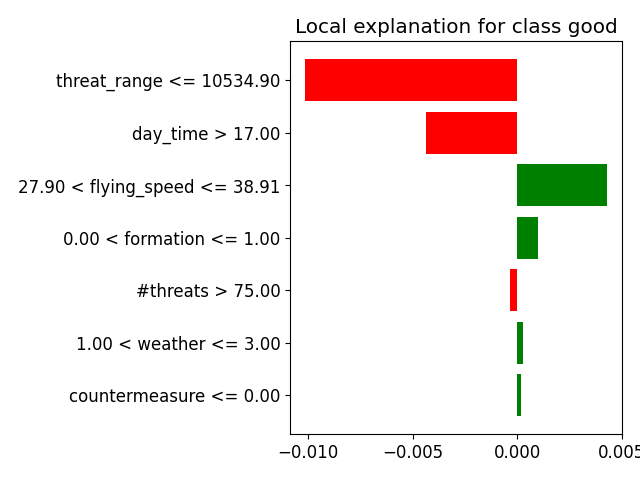 Local explanation for class good
threat_range <= 10534.90
day_time > 17.00
27.90 < flying_speed <= 38.91
0.00 < formation <= 1.00
#threats > 75.00
1.00 < weather <= 3.00
countermeasure <= 0.00
−0.010 −0.005 0.000 0.005